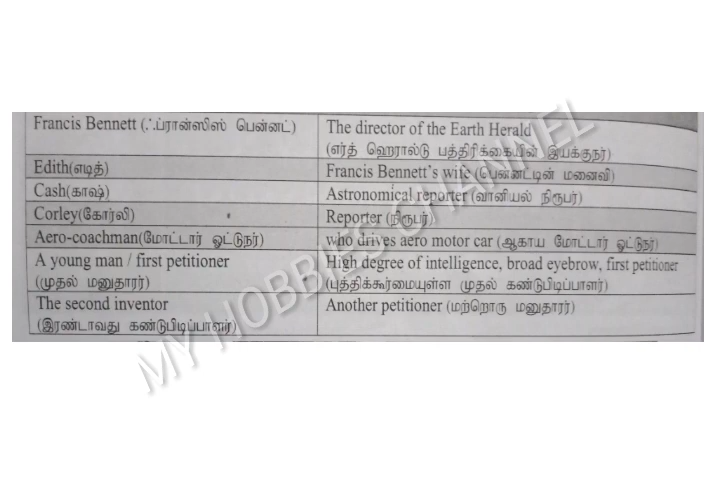 Francis Bennett (ஃப்ரான்ஸிஸ் பென்னட்)
The director of the Earth Herald
(எர்த் ஹெரால்டு பத்திரிக்கையின் இயக்குநர்)
Edith(எடித்)
Francis Bennett's wife (பென்னட்டின் மனைவி)
Cash(காஷ்)
Astronomical reporter (வானியல் நிருபர்)
Corley(கோர்லி)
Reporter (நிருபர்)
Aero-coachman(மோட்டார் ஓட்டுநர்)
who drives aero motor car (ஆகாய மோட்டார் ஓட்டுநர்)
A young man / first petitioner
(முதல் மனுதாரர்)
High degree of intelligence, broad eyebrow, first petitioner
(புத்திக்கூர்மையுள்ள முதல் கண்டுபிடிப்பாளர்)
The second inventor
(இரண்டாவது கண்டுபிடிப்பாளர்)
Another petitioner (மற்றொரு மனுதாரர்)
MY HOBBIES CHANNEL